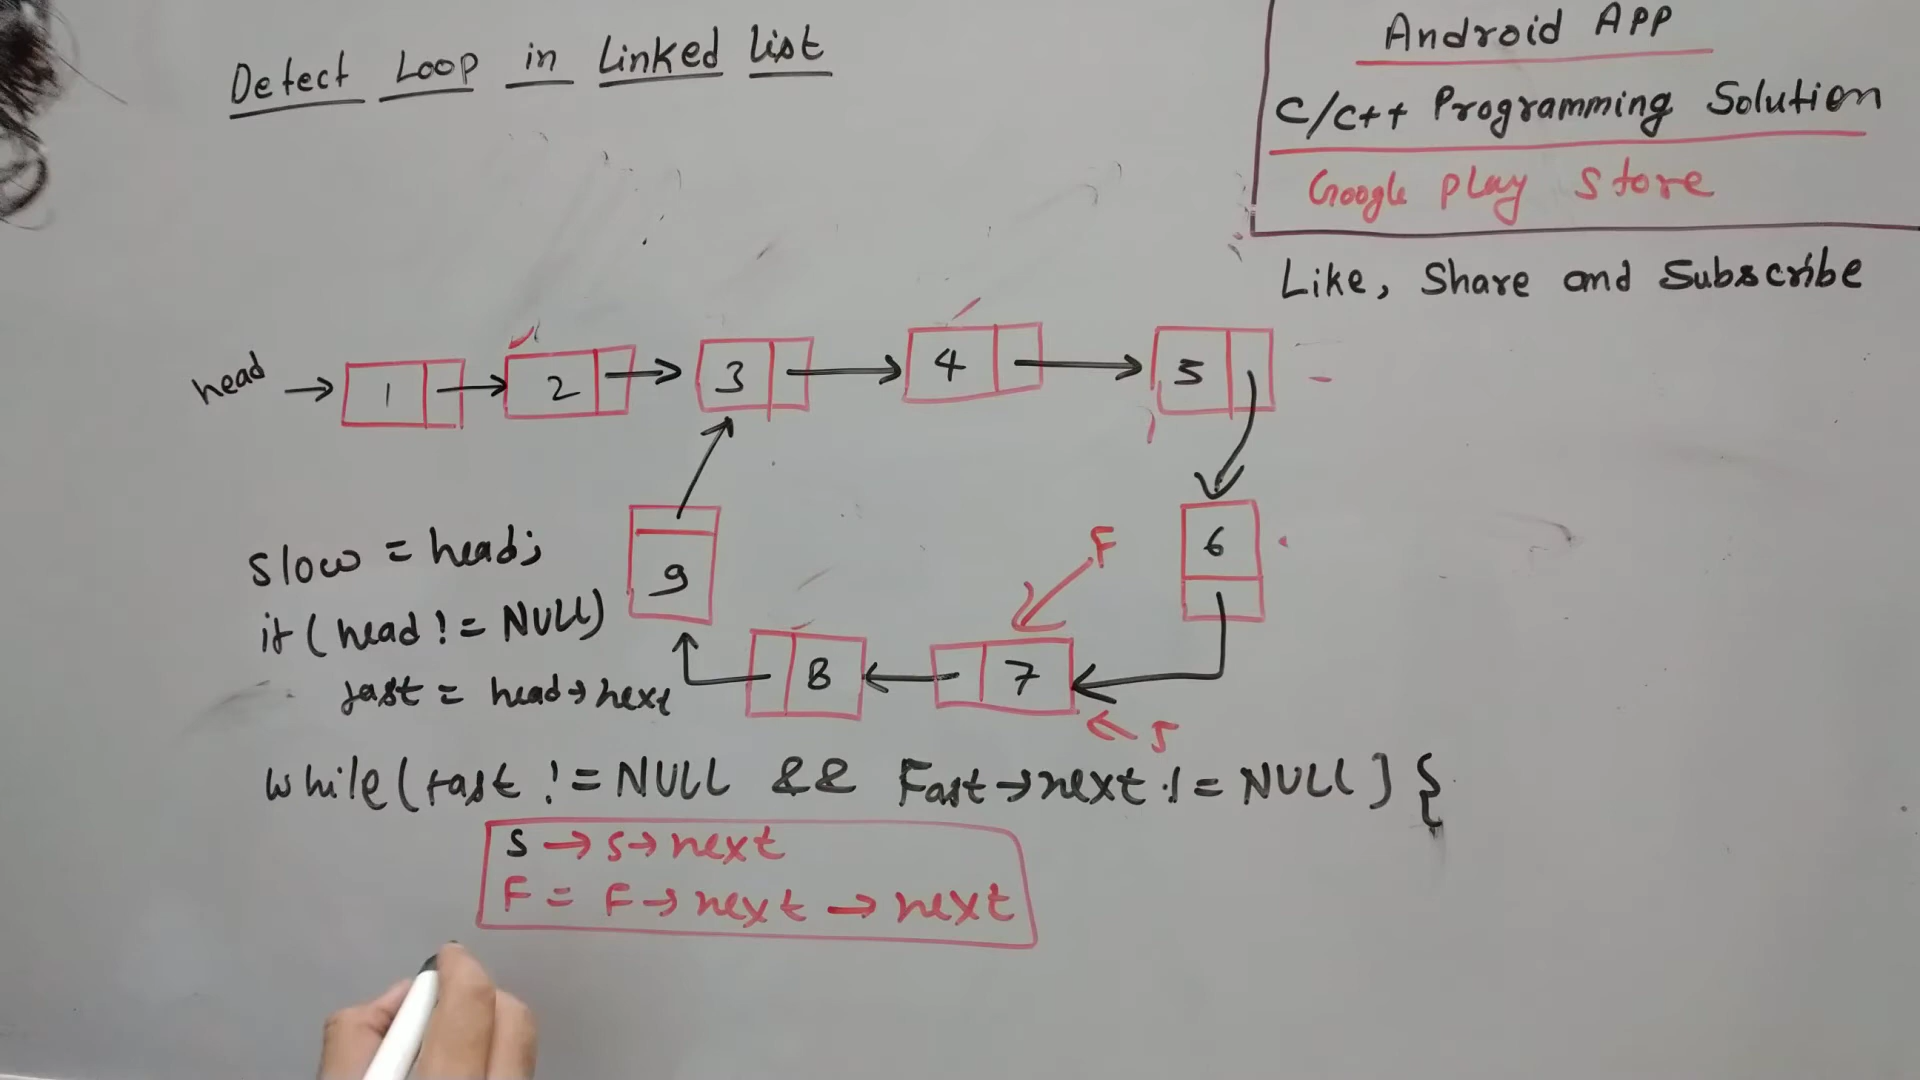 Detect Loop in Linked List
Android APP
C/C++ Programming Solution
Google Play Store
Like, Share and Subscribe
head 1 2 3 4 5
9 6
F
8 7
S
slow = head;
if (head != NULL)
fast = head→next
while (fast != NULL && Fast→next != NULL) {
S → S→next
F = F→next→next